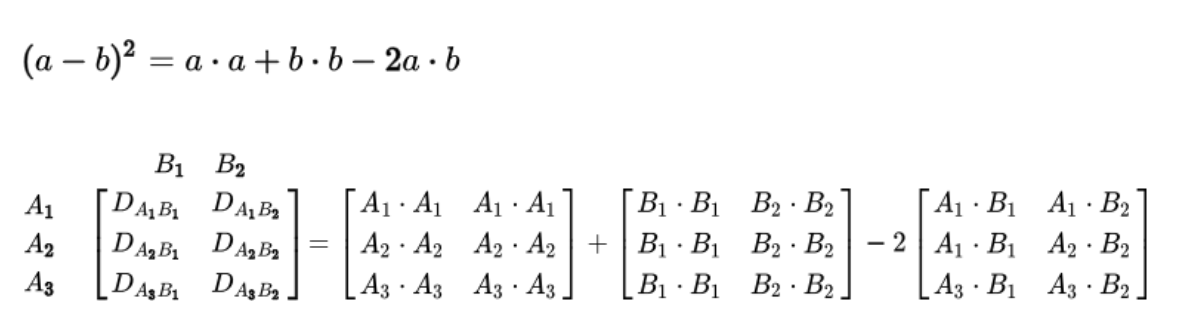 (a − b)² = a · a + b · b − 2a · b
B₁ B₂
A₁ [ D_{A₁B₁} D_{A₁B₂} ] = [ A₁ · A₁ A₁ · A₁ ] + [ B₁ · B₁ B₂ · B₂ ] − 2 [ A₁ · B₁ A₁ · B₂ ]
A₂ [ D_{A₂B₁} D_{A₂B₂} ] [ A₂ · A₂ A₂ · A₂ ] [ B₁ · B₁ B₂ · B₂ ] [ A₁ · B₁ A₂ · B₂ ]
A₃ [ D_{A₃B₁} D_{A₃B₂} ] [ A₃ · A₃ A₃ · A₃ ] [ B₁ · B₁ B₂ · B₂ ] [ A₃ · B₁ A₃ · B₂ ]